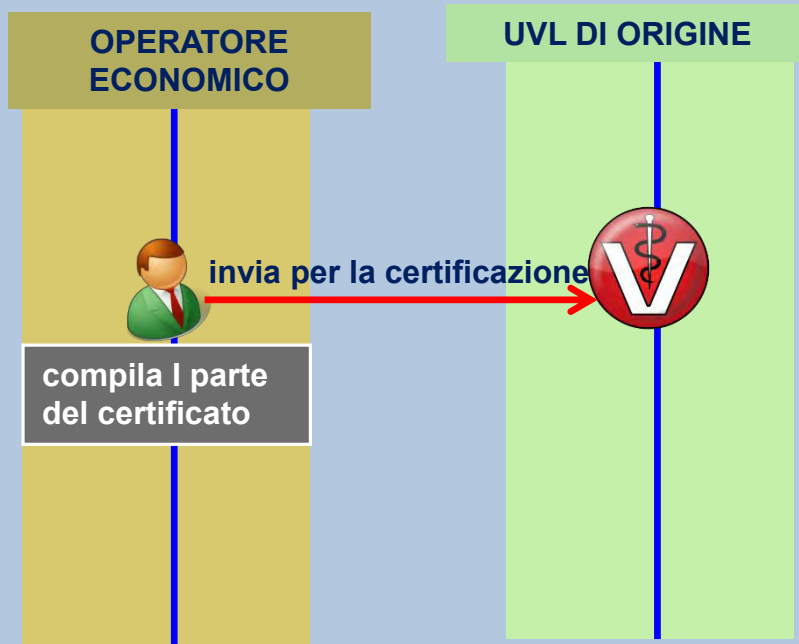 OPERATORE
ECONOMICO
UVL DI ORIGINE
invia per la certificazione
V
compila I parte
del certificato